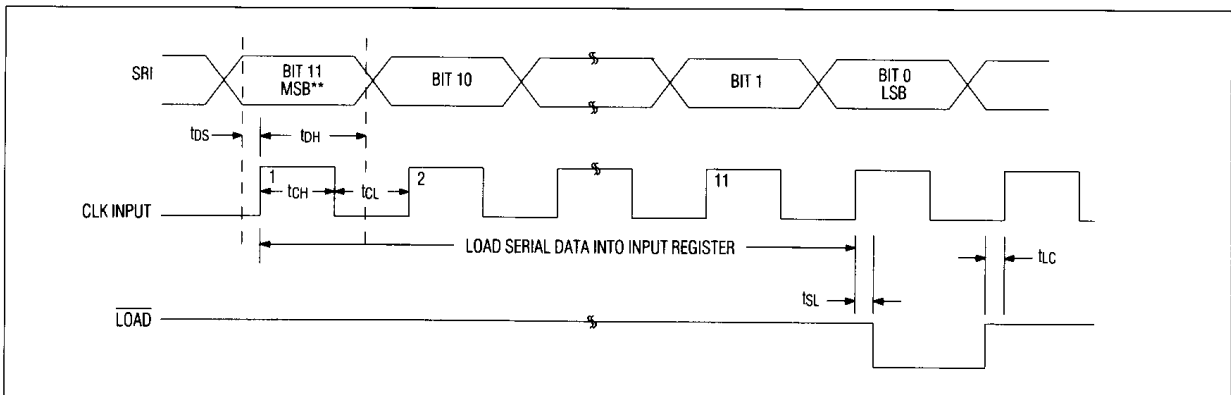 SRI
BIT 11
MSB**
BIT 10
BIT 1
BIT 0
LSB
tDS
tDH
1
tCH
tCL
2
11
CLK INPUT
LOAD SERIAL DATA INTO INPUT REGISTER
tLC
tSL
LOAD